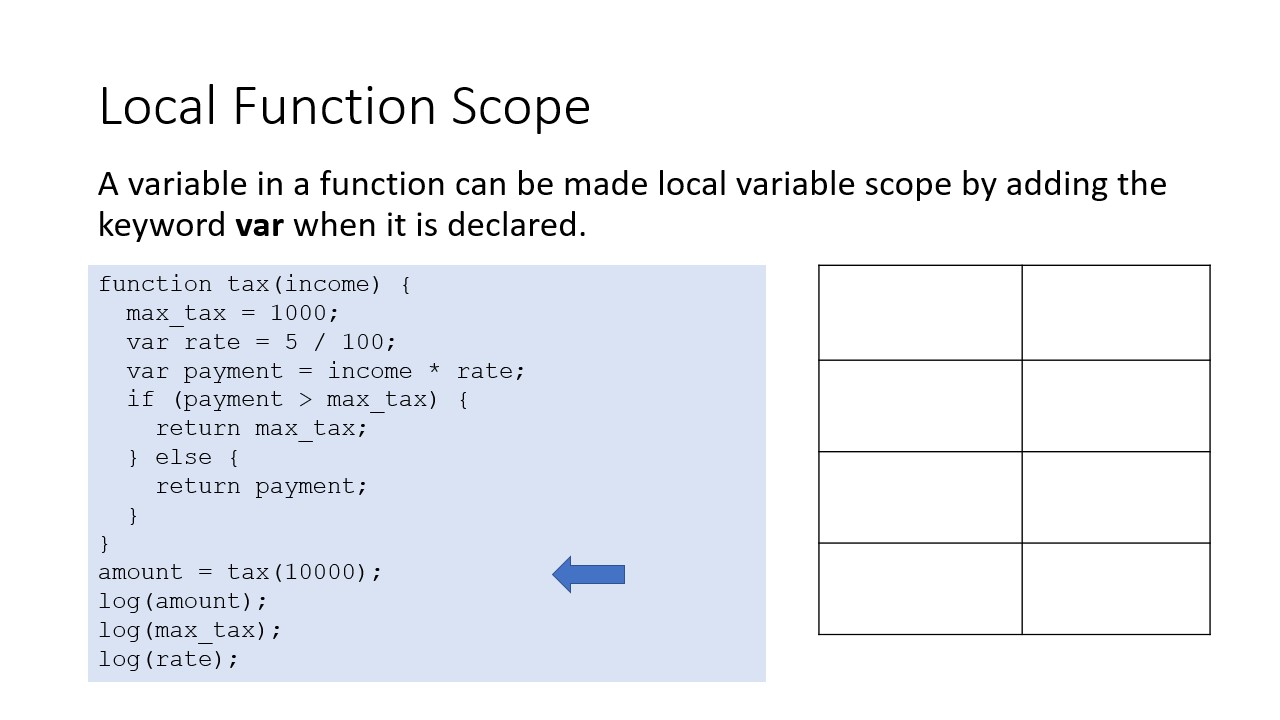 Local Function Scope
A variable in a function can be made local variable scope by adding the
keyword var when it is declared.
function tax(income) {
  max_tax = 1000;
  var rate = 5 / 100;
  var payment = income * rate;
  if (payment > max_tax) {
    return max_tax;
  } else {
    return payment;
  }
}
amount = tax(10000);
log(amount);
log(max_tax);
log(rate);